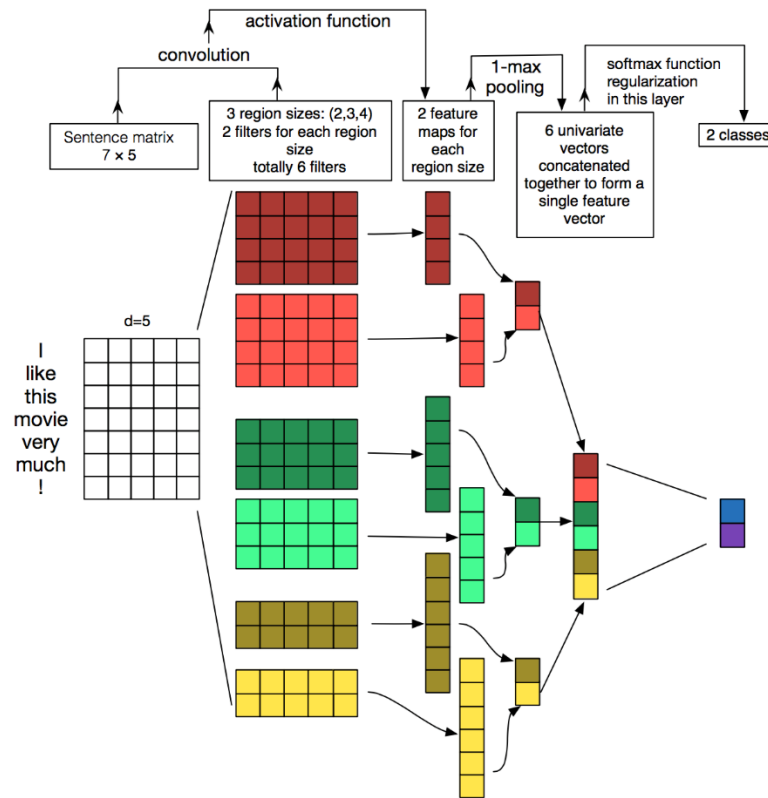 activation function
convolution
1-max
pooling
softmax function
regularization
in this layer
Sentence matrix
7 × 5
3 region sizes: (2,3,4)
2 filters for each region
size
totally 6 filters
2 feature
maps for
each
region size
6 univariate
vectors
concatenated
together to form a
single feature
vector
2 classes
d=5
I
like
this
movie
very
much
!